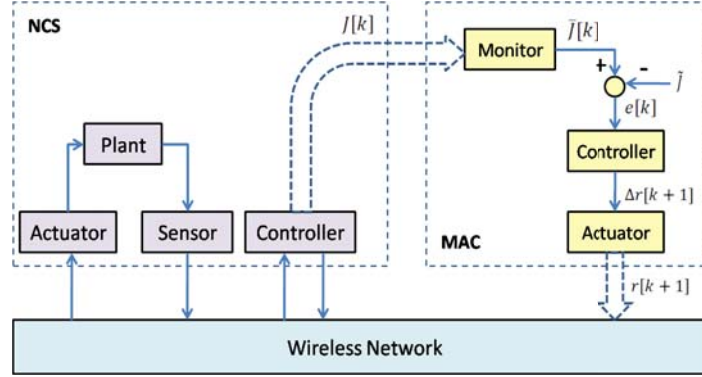 NCS
J[k]
Monitor
J̄[k]
+
-
J̃
e[k]
Plant
Controller
Δr[k + 1]
Actuator
Sensor
Controller
MAC
Actuator
r[k + 1]
Wireless Network